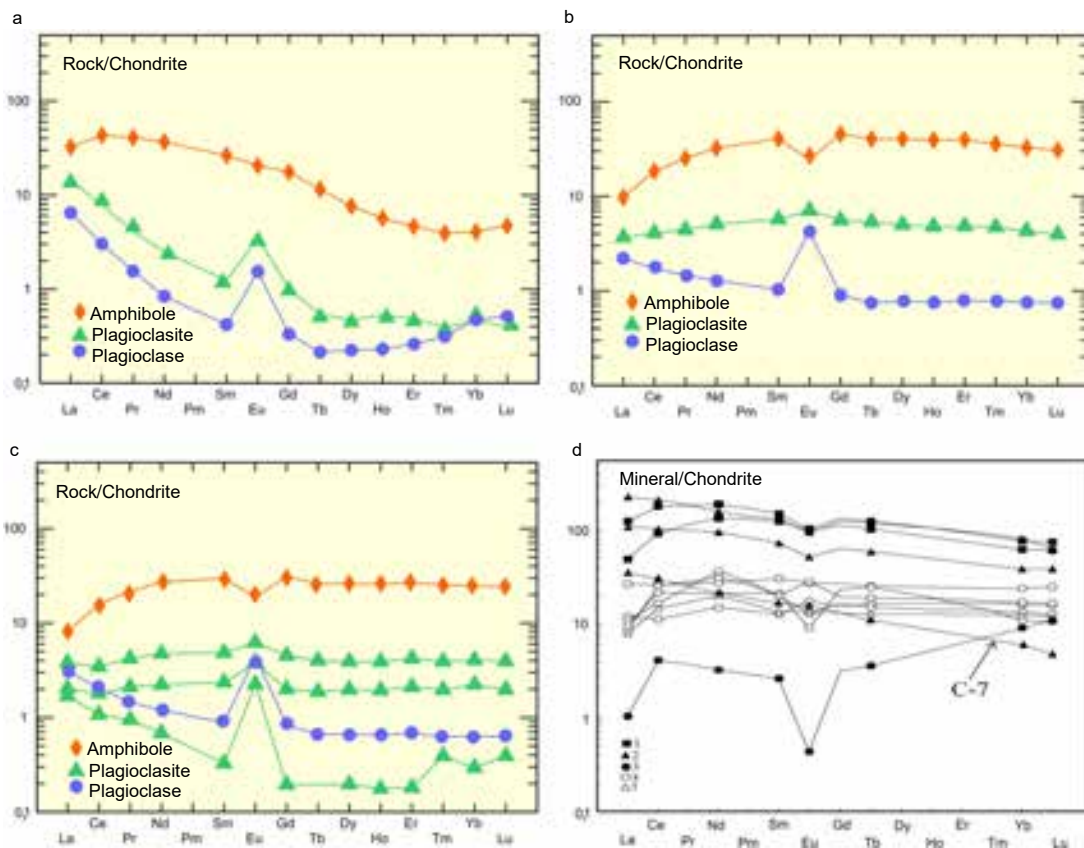 a
Rock/Chondrite
100
10
1
0,1
Amphibole
Plagioclasite
Plagioclase
La Ce Pr Nd Pm Sm Eu Gd Tb Dy Ho Er Tm Yb Lu
b
Rock/Chondrite
100
10
1
0,1
Amphibole
Plagioclasite
Plagioclase
La Ce Pr Nd Pm Sm Eu Gd Tb Dy Ho Er Tm Yb Lu
c
Rock/Chondrite
100
10
1
0,1
Amphibole
Plagioclasite
Plagioclase
La Ce Pr Nd Pm Sm Eu Gd Tb Dy Ho Er Tm Yb Lu
d
Mineral/Chondrite
100
10
1
0,1
C-7
La Ce Pr Nd Pm Sm Eu Gd Tb Dy Ho Er Tm Yb Lu